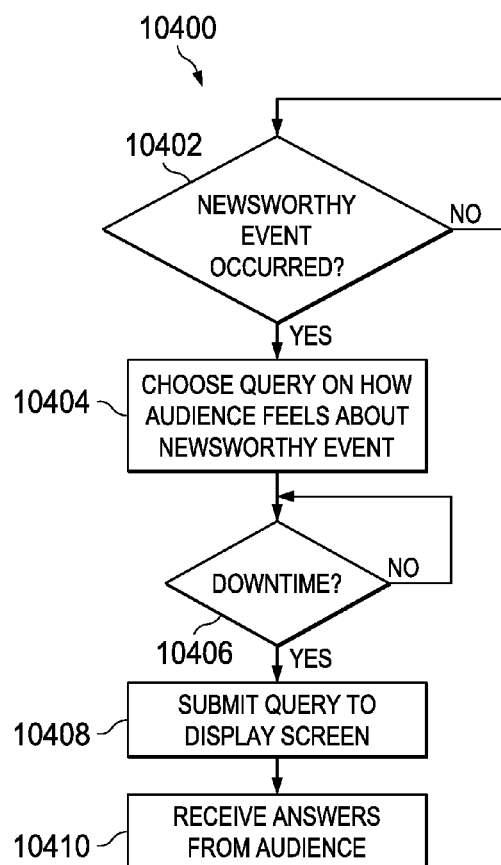 10400
10402
NEWSWORTHY
EVENT
OCCURRED?
NO
YES
10404
CHOOSE QUERY ON HOW
AUDIENCE FEELS ABOUT
NEWSWORTHY EVENT
DOWNTIME?
NO
10406
YES
10408
SUBMIT QUERY TO
DISPLAY SCREEN
10410
RECEIVE ANSWERS
FROM AUDIENCE